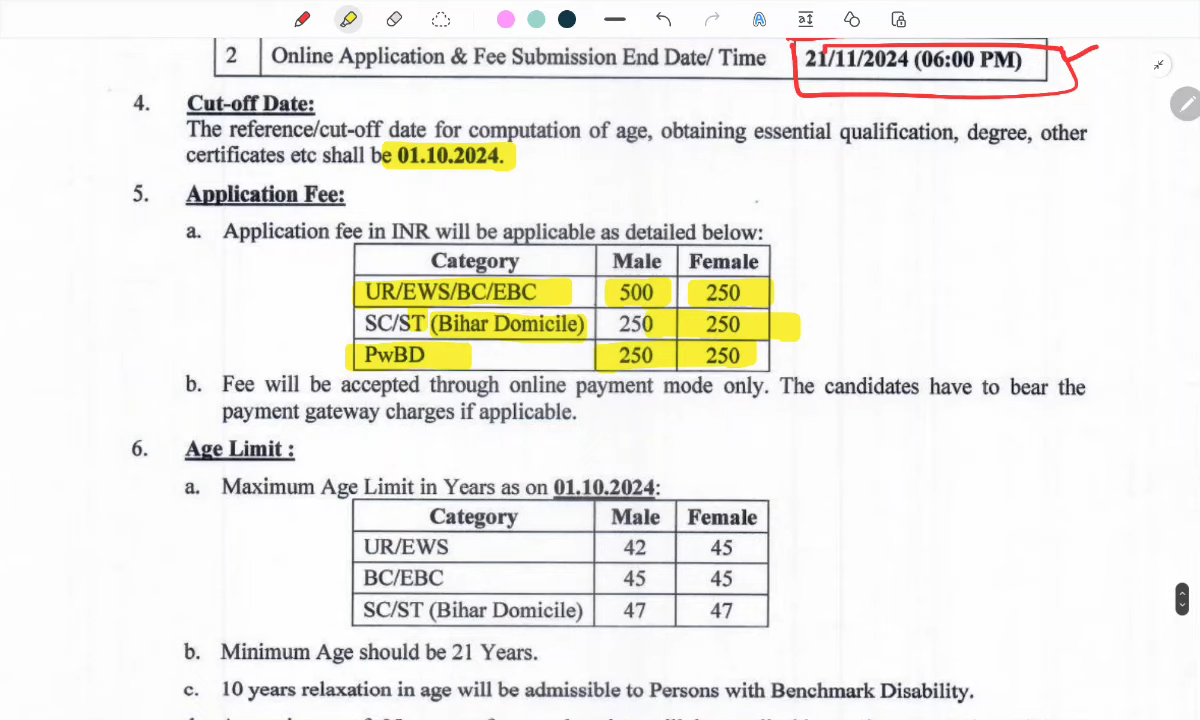 2 Online Application & Fee Submission End Date/ Time 21/11/2024 (06:00 PM)
4. Cut-off Date:
The reference/cut-off date for computation of age, obtaining essential qualification, degree, other
certificates etc shall be 01.10.2024.
5. Application Fee:
a. Application fee in INR will be applicable as detailed below:
Category Male Female
UR/EWS/BC/EBC 500 250
SC/ST (Bihar Domicile) 250 250
PwBD 250 250
b. Fee will be accepted through online payment mode only. The candidates have to bear the
payment gateway charges if applicable.
6. Age Limit :
a. Maximum Age Limit in Years as on 01.10.2024:
Category Male Female
UR/EWS 42 45
BC/EBC 45 45
SC/ST (Bihar Domicile) 47 47
b. Minimum Age should be 21 Years.
c. 10 years relaxation in age will be admissible to Persons with Benchmark Disability.